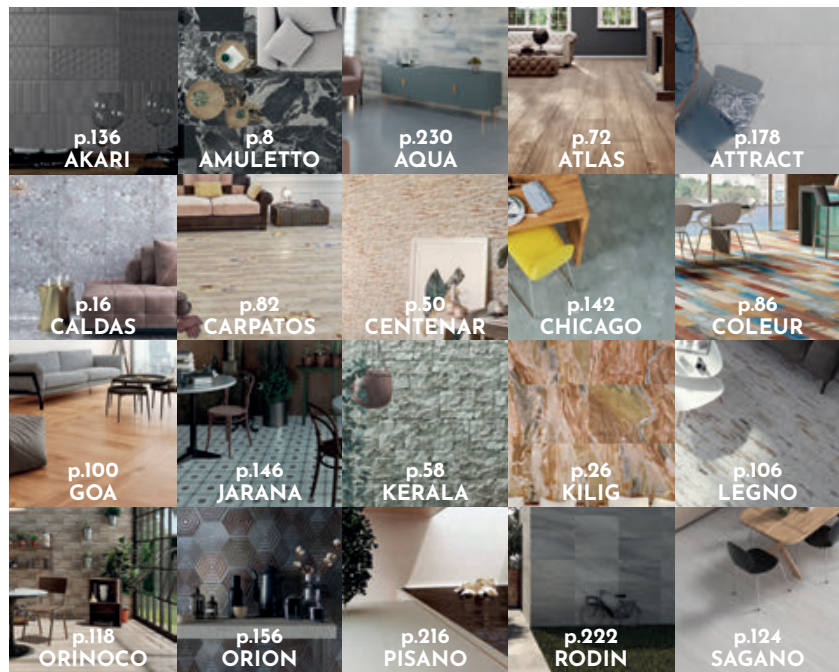 p.136
AKARI
p.8
AMULETTO
p.230
AQUA
p.72
ATLAS
p.178
ATTRACT
p.16
CALDAS
p.82
CARPATOS
p.50
CENTENAR
p.142
CHICAGO
p.86
COLEUR
p.100
GOA
p.146
JARANA
p.58
KERALA
p.26
KILIG
p.106
LEGNO
p.118
ORINOCO
p.156
ORION
p.216
PISANO
p.222
RODIN
p.124
SAGANO